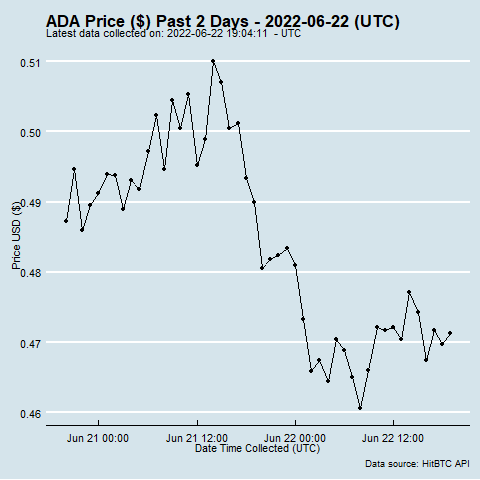 ADA Price ($) Past 2 Days - 2022-06-22 (UTC)
Latest data collected on: 2022-06-22 19:04:11  - UTC
0.51
0.50
0.49
0.48
0.47
0.46
Price USD ($)
Jun 21 00:00
Jun 21 12:00
Jun 22 00:00
Jun 22 12:00
Date Time Collected (UTC)
Data source: HitBTC API